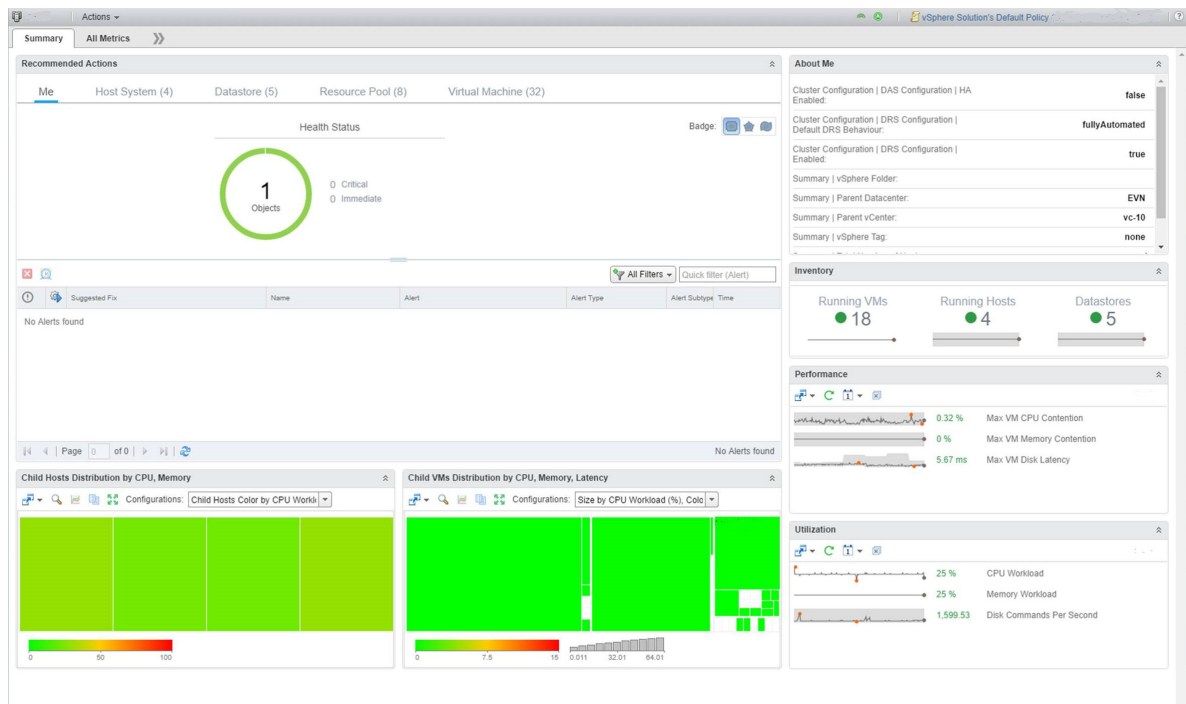 Actions
vSphere Solution's Default Policy
?
Summary
All Metrics
Recommended Actions
Me
Host System (4)
Datastore (5)
Resource Pool (8)
Virtual Machine (32)
Health Status
Badge:
1
Objects
0 Critical
0 Immediate
All Filters
Quick filter (Alert)
Suggested Fix
Name
Alert
Alert Type
Alert Subtype
Time
No Alerts found
Page 0 of 0
No Alerts found
Child Hosts Distribution by CPU, Memory
Configurations: Child Hosts Color by CPU Workl
0 50 100
Child VMs Distribution by CPU, Memory, Latency
Configurations: Size by CPU Workload (%), Colo
0 7.5 15
0.011 32.01 64.01
About Me
Cluster Configuration | DAS Configuration | HA
Enabled:
false
Cluster Configuration | DRS Configuration |
Default DRS Behaviour:
fullyAutomated
Cluster Configuration | DRS Configuration |
Enabled:
true
Summary | vSphere Folder:
Summary | Parent Datacenter:
EVN
Summary | Parent vCenter:
vc-10
Summary | vSphere Tag:
none
Inventory
Running VMs
18
Running Hosts
4
Datastores
5
Performance
0.32 % Max VM CPU Contention
0 % Max VM Memory Contention
5.67 ms Max VM Disk Latency
Utilization
25 % CPU Workload
25 % Memory Workload
1,599.53 Disk Commands Per Second